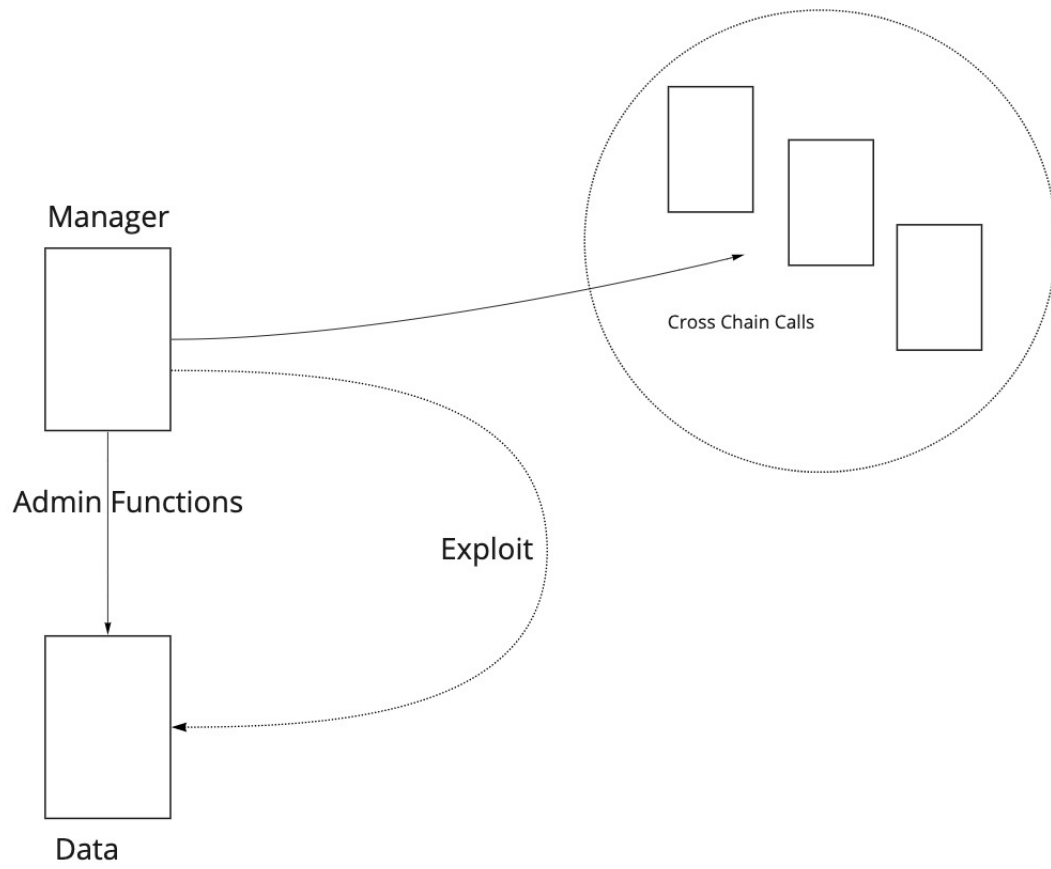 Manager
Cross Chain Calls
Admin Functions
Exploit
Data